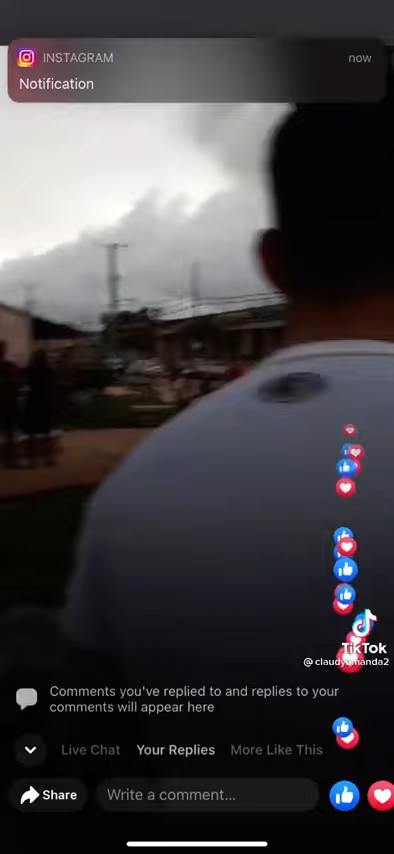 INSTAGRAM
now
Notification
TikTok
Comments you've replied to and replies to your
comments will appear here
Live Chat
Your Replies
More Like This
Share
Write a comment...